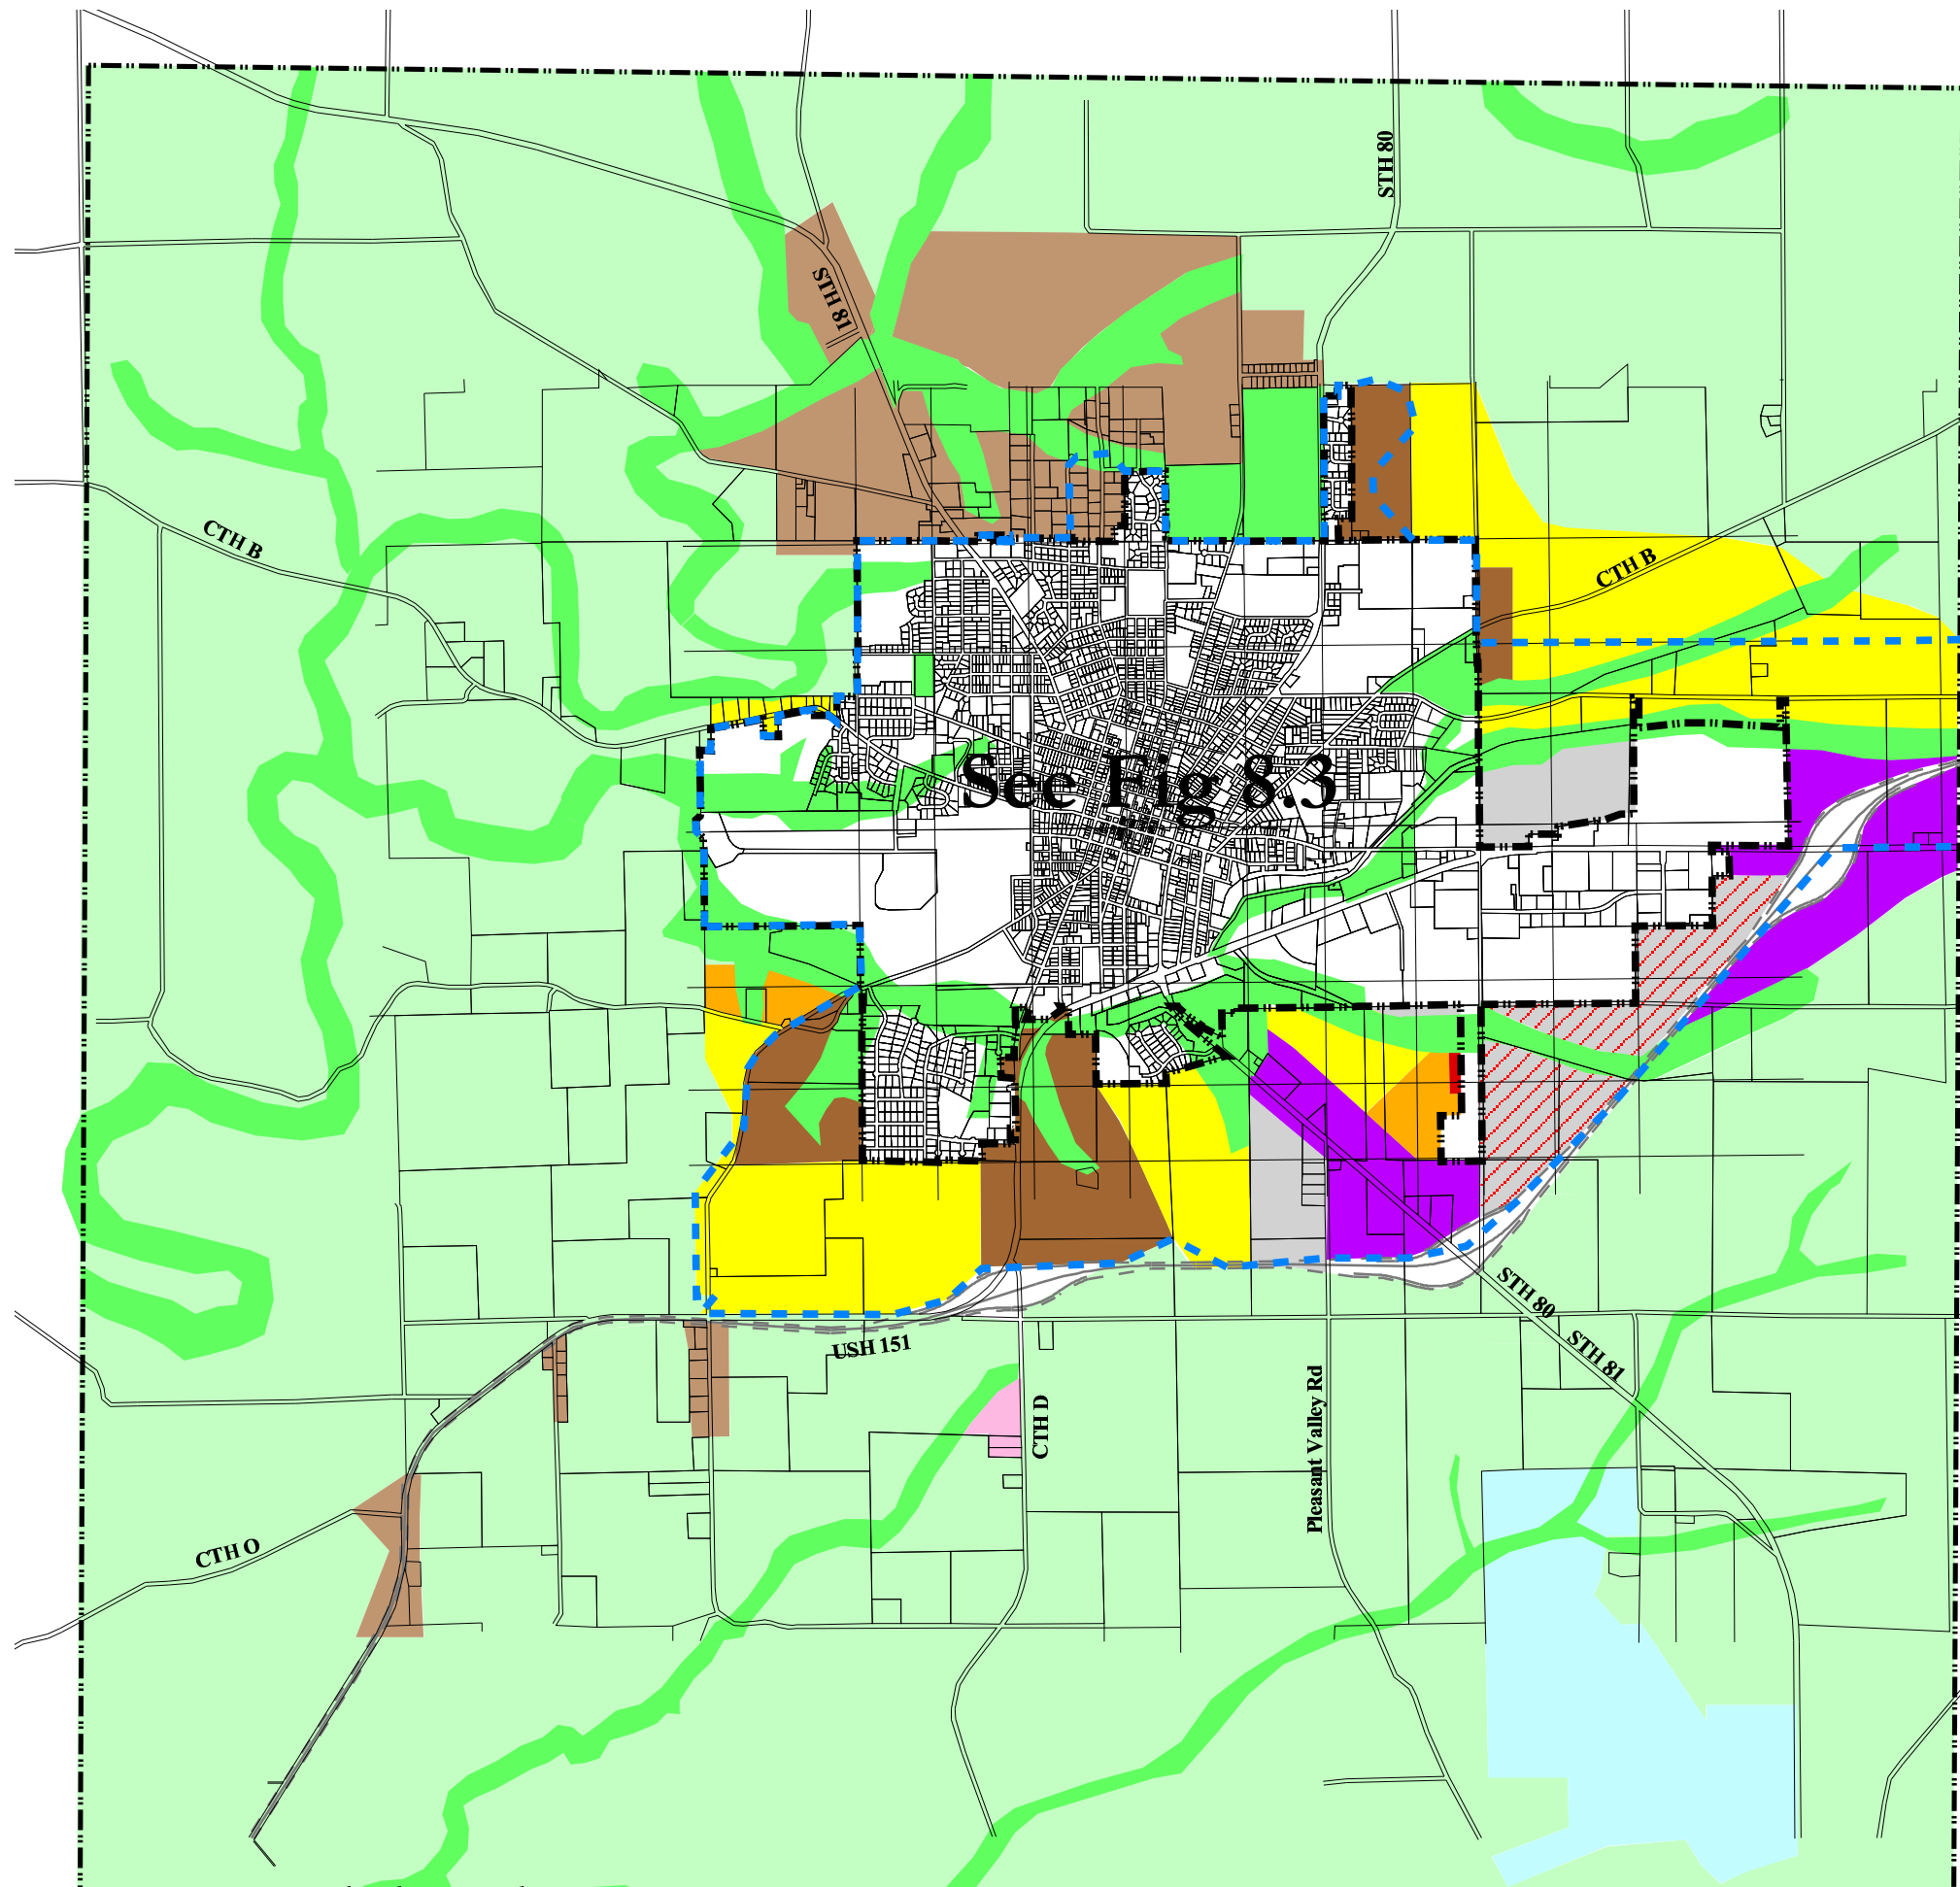 STH 80
STH 81
CTH B
CTH B
See Fig 8.3
STH 80
STH 81
USH 151
CTH D
Pleasant Valley Rd
CTH O